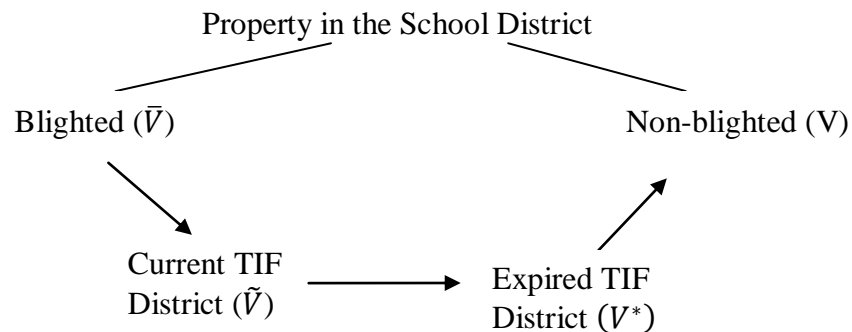 Property in the School District
Blighted (V̄)
Non-blighted (V)
Current TIF
District (Ṽ)
Expired TIF
District (V*)